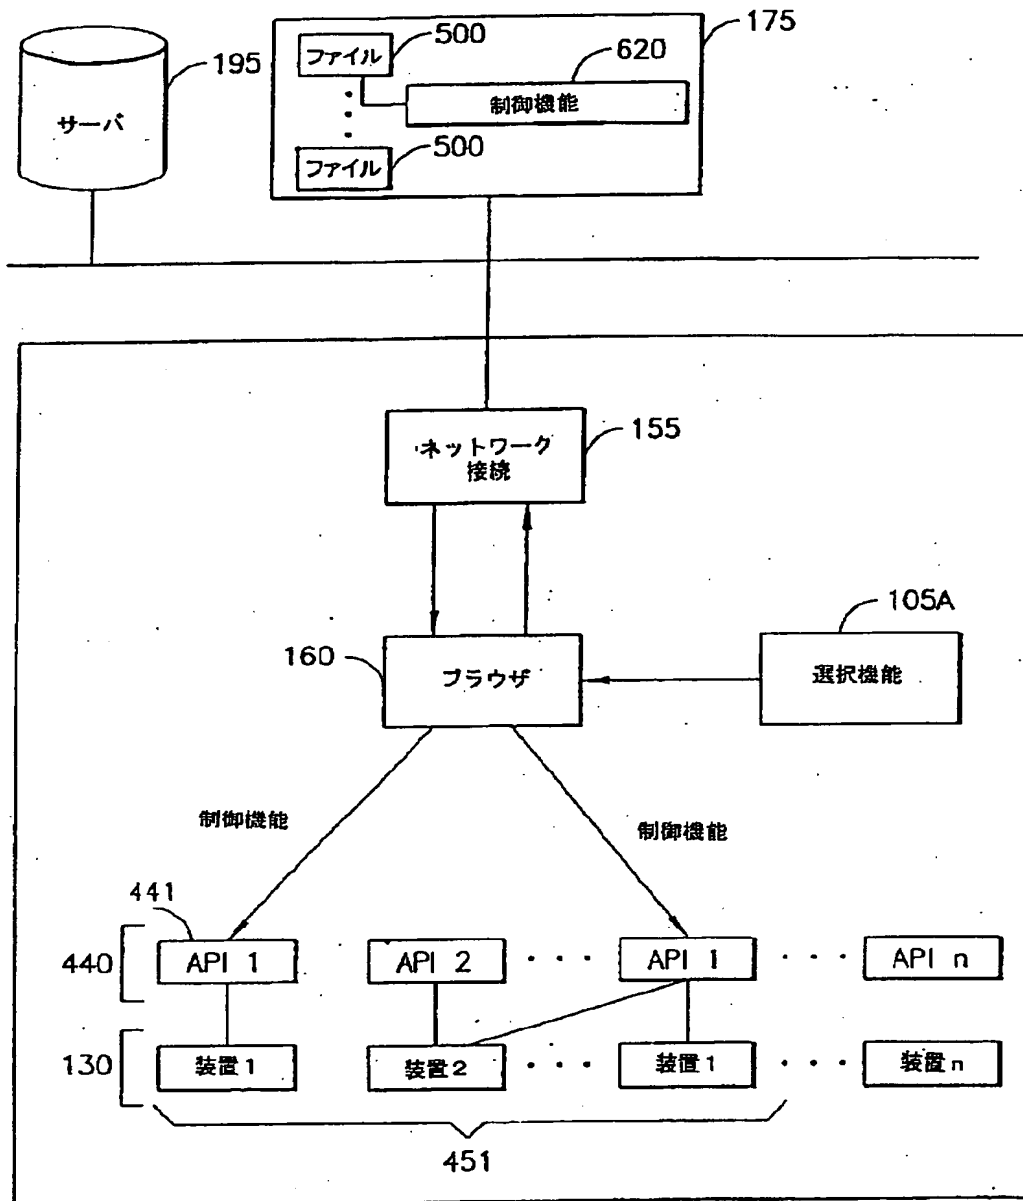 サーバ
195
ファイル
500
175
620
制御機能
ファイル
500
ネットワーク
接続
155
105A
160
ブラウザ
選択機能
制御機能
制御機能
441
440
API 1
API 2
API 1
API n
130
装置1
装置2
装置1
装置n
451